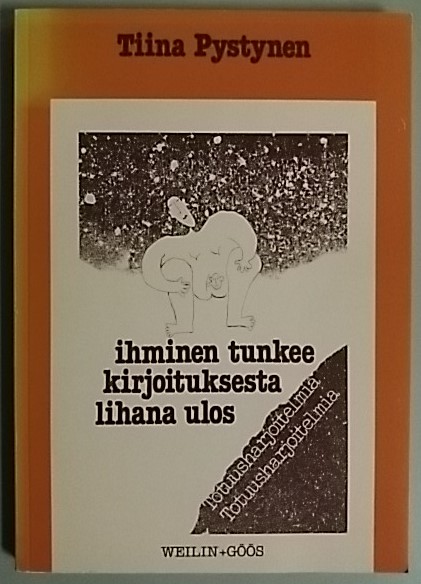 Tiina Pystynen
ihminen tunkee
kirjoituksesta
lihana ulos
Totuusharjoitelmia
Totuusharjoitelmia
WEILIN+GÖÖS